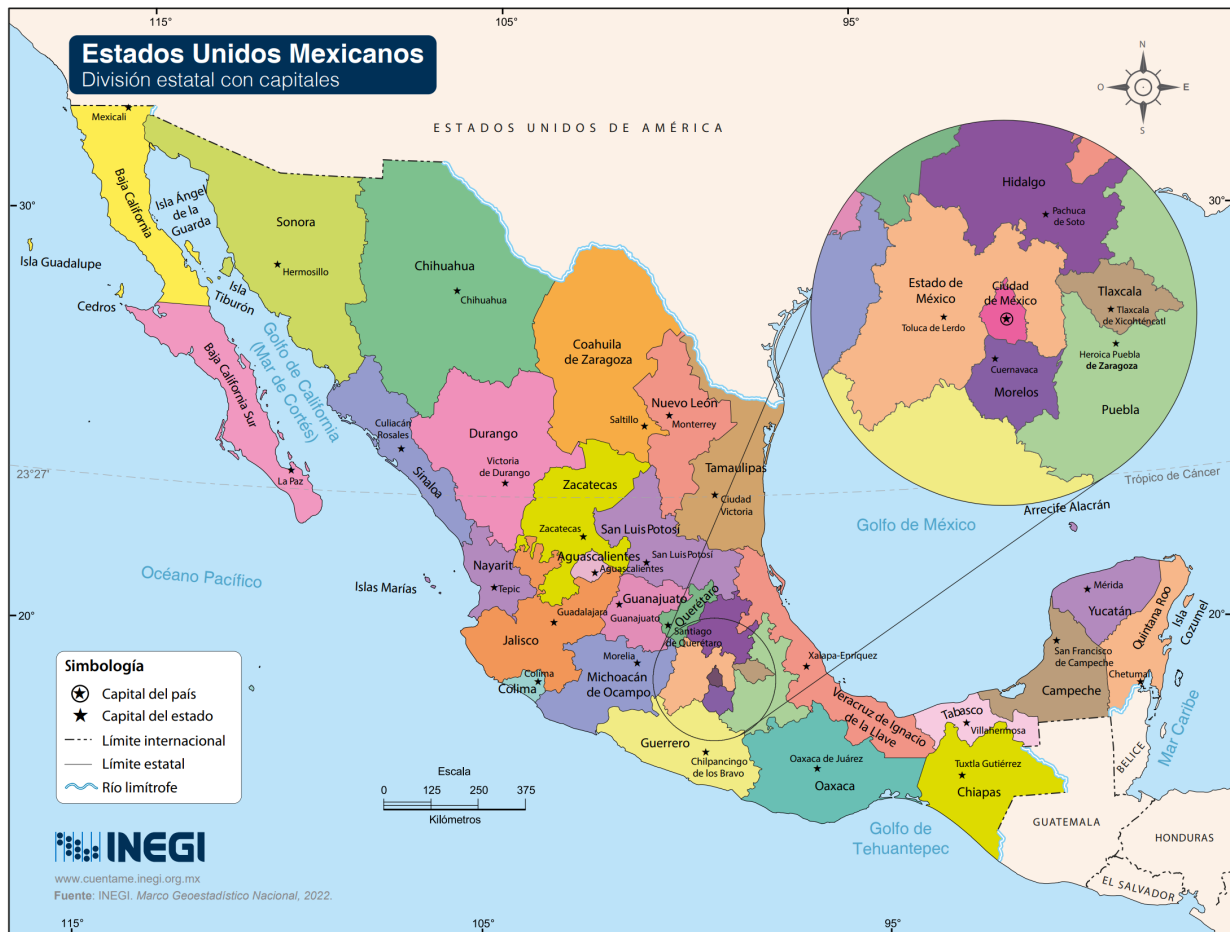 115°
105°
95°
Estados Unidos Mexicanos
División estatal con capitales
N
O
E
S
ESTADOS UNIDOS DE AMÉRICA
Mexicali
Baja California
Isla Ángel
de la
Guarda
Sonora
Hermosillo
30°
30°
Isla Guadalupe
Cedros
Isla
Tiburón
Chihuahua
Chihuahua
Golfo de California
(Mar de Cortés)
Baja California Sur
La Paz
Coahuila
de Zaragoza
Saltillo
Nuevo León
Monterrey
Culiacán
Rosales
Sinaloa
Durango
Victoria
de Durango
Tamaulipas
Ciudad
Victoria
Zacatecas
Zacatecas
San Luis Potosí
San Luis Potosí
Aguascalientes
Aguascalientes
Hidalgo
Pachuca
de Soto
Estado de
México
Toluca de Lerdo
Ciudad
de México
Tlaxcala
Tlaxcala
de Xicohténcatl
Heroica Puebla
de Zaragoza
Cuernavaca
Morelos
Puebla
23°27'
Trópico de Cáncer
Arrecife Alacrán
Golfo de México
Océano Pacífico
Islas Marías
Nayarit
Tepic
Guadalajara
Jalisco
Guanajuato
Guanajuato
Querétaro
Santiago
de Querétaro
Colima
Colima
Morelia
Michoacán
de Ocampo
Xalapa-Enríquez
Veracruz de Ignacio
de la Llave
Guerrero
Chilpancingo
de los Bravo
Oaxaca de Juárez
Oaxaca
Tabasco
Villahermosa
Tuxtla Gutiérrez
Chiapas
Mérida
Yucatán
Quintana Roo
Isla
Cozumel
San Francisco
de Campeche
Campeche
Chetumal
20°
20°
Mar Caribe
BELICE
GUATEMALA
HONDURAS
EL SALVADOR
Golfo de
Tehuantepec
Simbología
Capital del país
Capital del estado
Límite internacional
Límite estatal
Río limítrofe
Escala
0 125 250 375
Kilómetros
INEGI
www.cuentame.inegi.org.mx
Fuente: INEGI. Marco Geoestadístico Nacional, 2022.
115°
105°
95°